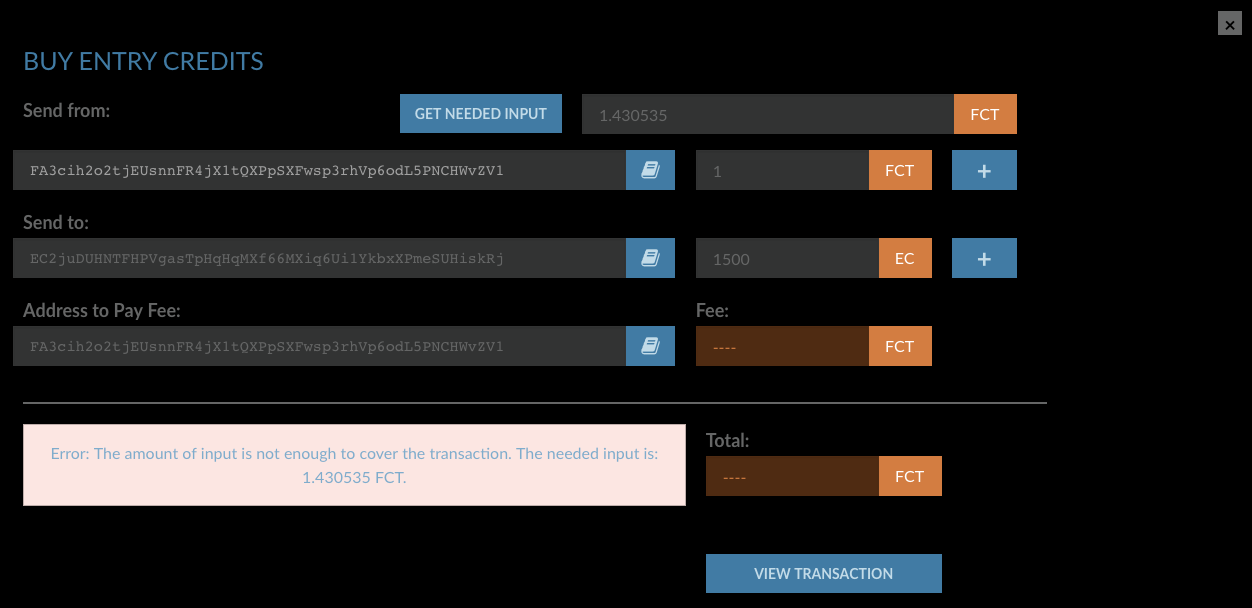 ×
BUY ENTRY CREDITS
Send from:
GET NEEDED INPUT
1.430535
FCT
FA3cih2o2tjEUsnnFR4jX1tQXPpSXFwsp3rhVp6odL5PNCHWvZV1
1
FCT
+
Send to:
EC2juDUHNTFHPVgasTpHqHqMXf66MXiq6Ui1YkbxXPmeSUHiskRj
1500
EC
+
Address to Pay Fee:
Fee:
FA3cih2o2tjEUsnnFR4jX1tQXPpSXFwsp3rhVp6odL5PNCHWvZV1
----
FCT
Error: The amount of input is not enough to cover the transaction. The needed input is:
1.430535 FCT.
Total:
----
FCT
VIEW TRANSACTION